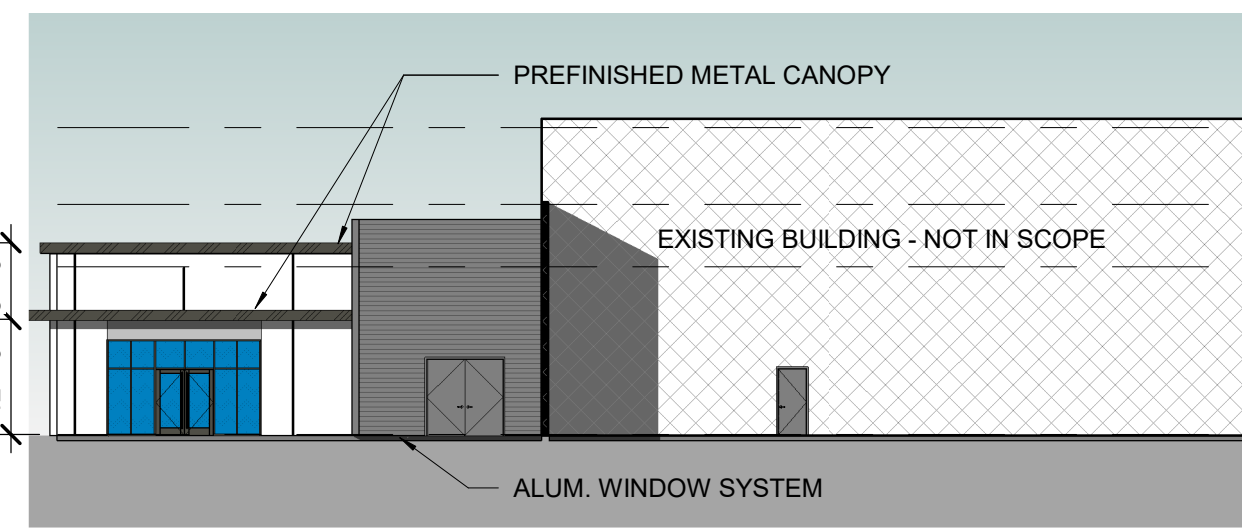 PREFINISHED METAL CANOPY
EXISTING BUILDING - NOT IN SCOPE
ALUM. WINDOW SYSTEM